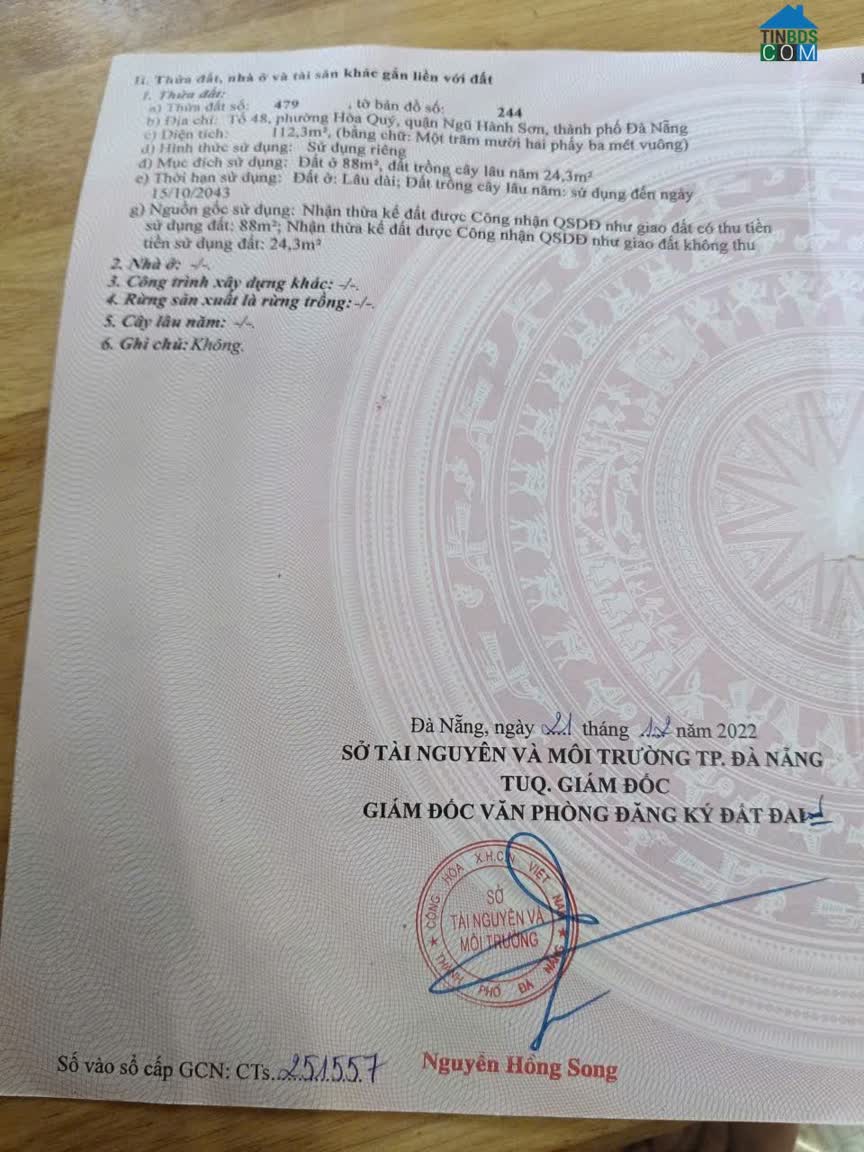 TINBDS
COM
II. Thửa đất, nhà ở và tài sản khác gắn liền với đất
1. Thửa đất:
a) Thửa đất số: 479 , tờ bản đồ số: 244
b) Địa chỉ: Tổ 48, phường Hòa Quý, quận Ngũ Hành Sơn, thành phố Đà Nẵng
c) Diện tích: 112,3m², (bằng chữ: Một trăm mười hai phẩy ba mét vuông)
d) Hình thức sử dụng: Sử dụng riêng
đ) Mục đích sử dụng: Đất ở 88m², đất trồng cây lâu năm 24,3m²
e) Thời hạn sử dụng: Đất ở: Lâu dài; Đất trồng cây lâu năm: sử dụng đến ngày
15/10/2043
g) Nguồn gốc sử dụng: Nhận thừa kế đất được Công nhận QSDĐ như giao đất có thu tiền
sử dụng đất: 88m²; Nhận thừa kế đất được Công nhận QSDĐ như giao đất không thu
tiền sử dụng đất: 24,3m²
2. Nhà ở: -/-.
3. Công trình xây dựng khác: -/-.
4. Rừng sản xuất là rừng trồng: -/-.
5. Cây lâu năm: -/-.
6. Ghi chú: Không.
Đà Nẵng, ngày 21 tháng 12 năm 2022
SỞ TÀI NGUYÊN VÀ MÔI TRƯỜNG TP. ĐÀ NẴNG
TUQ. GIÁM ĐỐC
GIÁM ĐỐC VĂN PHÒNG ĐĂNG KÝ ĐẤT ĐAI
CỘNG HÒA X.H.C.N VIỆT NAM
SỞ
TÀI NGUYÊN VÀ
MÔI TRƯỜNG
THÀNH PHỐ ĐÀ NẴNG
Nguyễn Hồng Song
Số vào sổ cấp GCN: CTs..251557